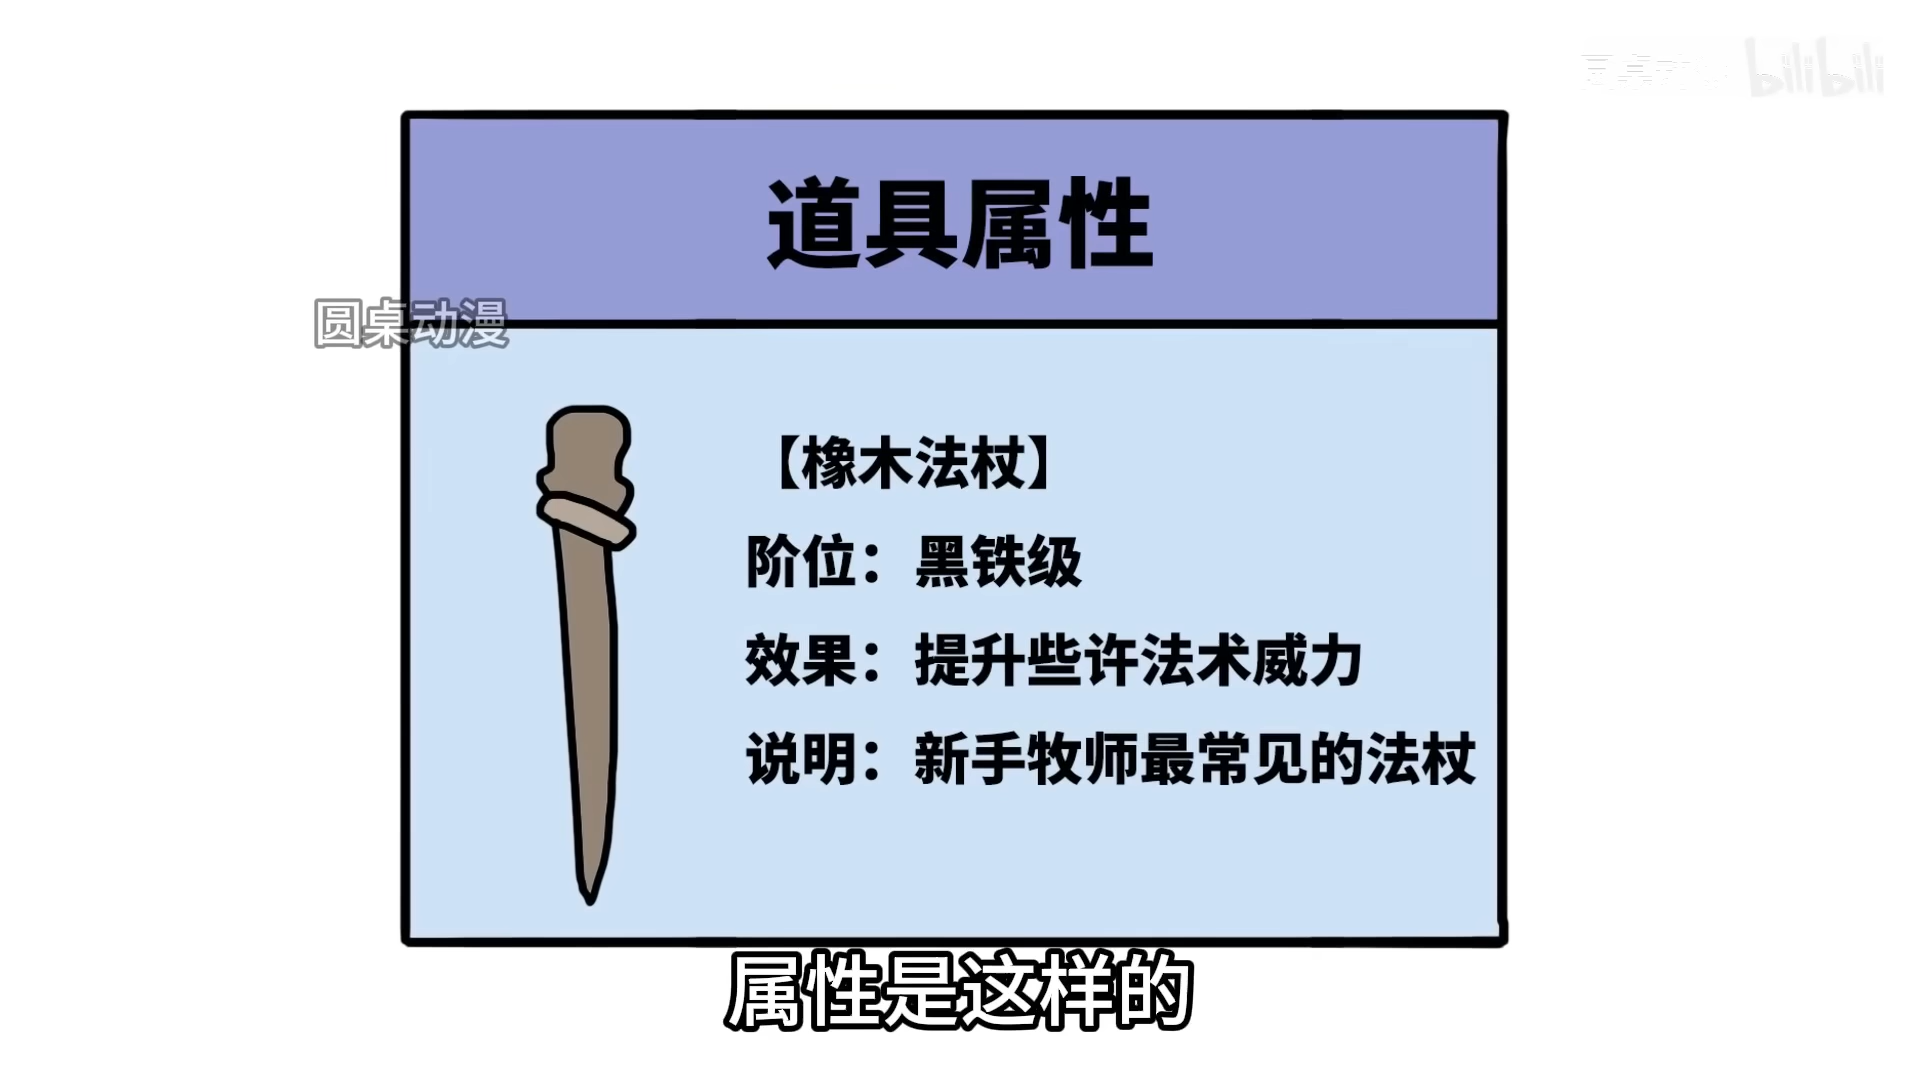 bilibili
道具属性
圆桌动漫
【橡木法杖】
阶位：黑铁级
效果：提升些许法术威力
说明：新手牧师最常见的法杖
属性是这样的